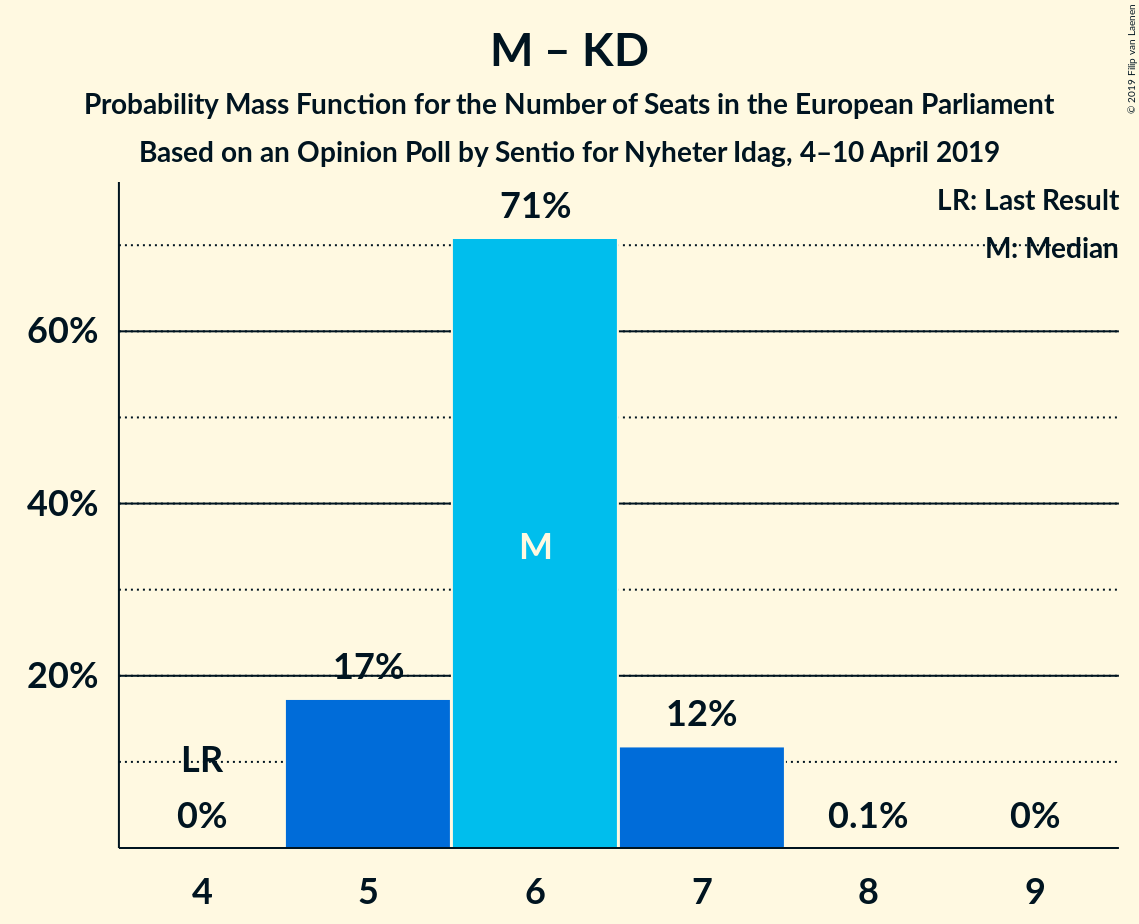 M – KD
Probability Mass Function for the Number of Seats in the European Parliament
Based on an Opinion Poll by Sentio for Nyheter Idag, 4–10 April 2019
© 2019 Filip van Laenen
LR: Last Result
M: Median
71%
60%
40%
M
17%
20%
12%
LR
0%
0.1%
0%
4 5 6 7 8 9